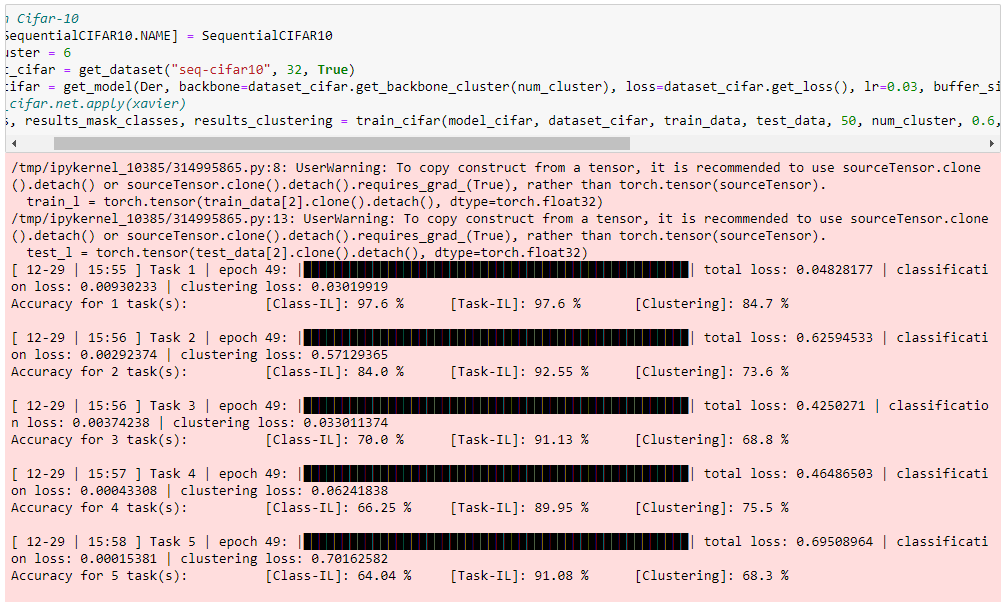 n Cifar-10
SequentialCIFAR10.NAME] = SequentialCIFAR10
uster = 6
t_cifar = get_dataset("seq-cifar10", 32, True)
cifar = get_model(Der, backbone=dataset_cifar.get_backbone_cluster(num_cluster), loss=dataset_cifar.get_loss(), lr=0.03, buffer_si
_cifar.net.apply(xavier)
s, results_mask_classes, results_clustering = train_cifar(model_cifar, dataset_cifar, train_data, test_data, 50, num_cluster, 0.6,
/tmp/ipykernel_10385/314995865.py:8: UserWarning: To copy construct from a tensor, it is recommended to use sourceTensor.clone
().detach() or sourceTensor.clone().detach().requires_grad_(True), rather than torch.tensor(sourceTensor).
train_l = torch.tensor(train_data[2].clone().detach(), dtype=torch.float32)
/tmp/ipykernel_10385/314995865.py:13: UserWarning: To copy construct from a tensor, it is recommended to use sourceTensor.clone
().detach() or sourceTensor.clone().detach().requires_grad_(True), rather than torch.tensor(sourceTensor).
test_l = torch.tensor(test_data[2].clone().detach(), dtype=torch.float32)
[ 12-29 | 15:55 ] Task 1 | epoch 49: || total loss: 0.04828177 | classificati
on loss: 0.00930233 | clustering loss: 0.03019919
Accuracy for 1 task(s): [Class-IL]: 97.6 % [Task-IL]: 97.6 % [Clustering]: 84.7 %
[ 12-29 | 15:56 ] Task 2 | epoch 49: || total loss: 0.62594533 | classificati
on loss: 0.00292374 | clustering loss: 0.57129365
Accuracy for 2 task(s): [Class-IL]: 84.0 % [Task-IL]: 92.55 % [Clustering]: 73.6 %
[ 12-29 | 15:56 ] Task 3 | epoch 49: || total loss: 0.4250271 | classificatio
n loss: 0.00374238 | clustering loss: 0.033011374
Accuracy for 3 task(s): [Class-IL]: 70.0 % [Task-IL]: 91.13 % [Clustering]: 68.8 %
[ 12-29 | 15:57 ] Task 4 | epoch 49: || total loss: 0.46486503 | classificati
on loss: 0.00043308 | clustering loss: 0.06241838
Accuracy for 4 task(s): [Class-IL]: 66.25 % [Task-IL]: 89.95 % [Clustering]: 75.5 %
[ 12-29 | 15:58 ] Task 5 | epoch 49: || total loss: 0.69508964 | classificati
on loss: 0.00015381 | clustering loss: 0.70162582
Accuracy for 5 task(s): [Class-IL]: 64.04 % [Task-IL]: 91.08 % [Clustering]: 68.3 %